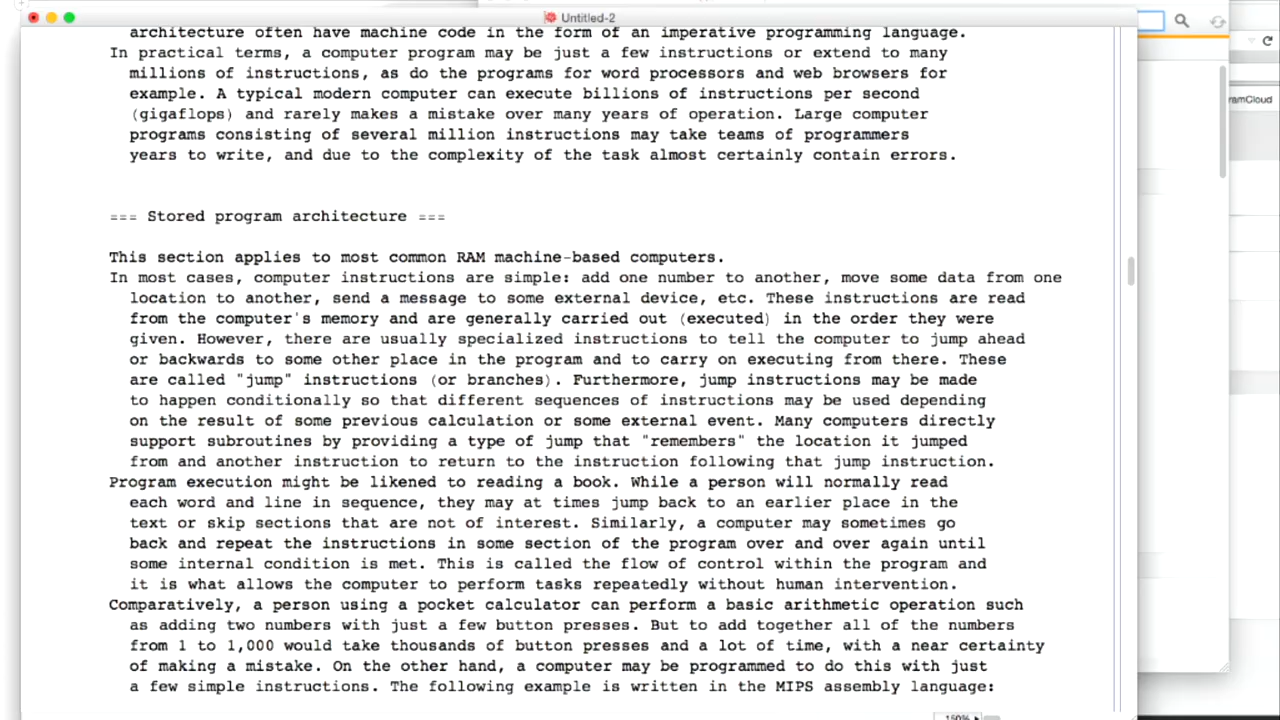 Untitled-2
architecture often have machine code in the form of an imperative programming language.
In practical terms, a computer program may be just a few instructions or extend to many
millions of instructions, as do the programs for word processors and web browsers for
example. A typical modern computer can execute billions of instructions per second
(gigaflops) and rarely makes a mistake over many years of operation. Large computer
programs consisting of several million instructions may take teams of programmers
years to write, and due to the complexity of the task almost certainly contain errors.
=== Stored program architecture ===
This section applies to most common RAM machine-based computers.
In most cases, computer instructions are simple: add one number to another, move some data from one
location to another, send a message to some external device, etc. These instructions are read
from the computer's memory and are generally carried out (executed) in the order they were
given. However, there are usually specialized instructions to tell the computer to jump ahead
or backwards to some other place in the program and to carry on executing from there. These
are called "jump" instructions (or branches). Furthermore, jump instructions may be made
to happen conditionally so that different sequences of instructions may be used depending
on the result of some previous calculation or some external event. Many computers directly
support subroutines by providing a type of jump that "remembers" the location it jumped
from and another instruction to return to the instruction following that jump instruction.
Program execution might be likened to reading a book. While a person will normally read
each word and line in sequence, they may at times jump back to an earlier place in the
text or skip sections that are not of interest. Similarly, a computer may sometimes go
back and repeat the instructions in some section of the program over and over again until
some internal condition is met. This is called the flow of control within the program and
it is what allows the computer to perform tasks repeatedly without human intervention.
Comparatively, a person using a pocket calculator can perform a basic arithmetic operation such
as adding two numbers with just a few button presses. But to add together all of the numbers
from 1 to 1,000 would take thousands of button presses and a lot of time, with a near certainty
of making a mistake. On the other hand, a computer may be programmed to do this with just
a few simple instructions. The following example is written in the MIPS assembly language:
150%
ramCloud